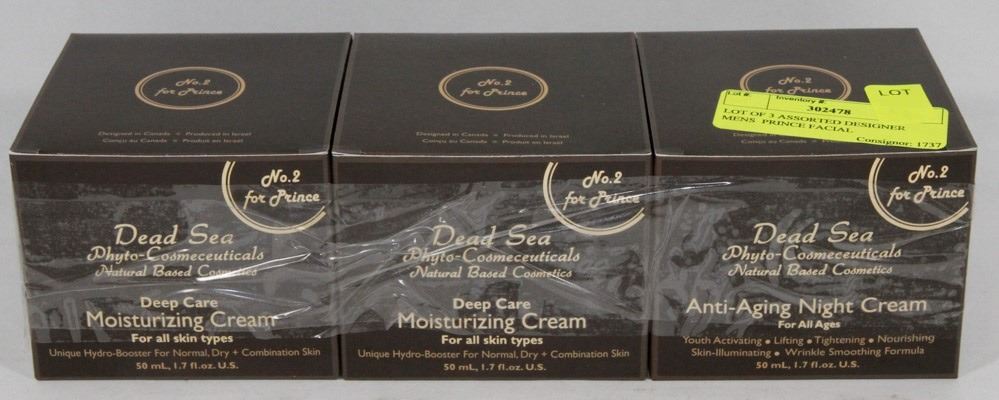 No.2
for Prince
Designed in Canada Produced in Israel
Conçu au Canada Produit en Israël
No.2
for Prince
Dead Sea
Phyto-Cosmeceuticals
Natural Based Cosmetics
Deep Care
Moisturizing Cream
For all skin types
Unique Hydro-Booster For Normal, Dry + Combination Skin
50 mL, 1.7 fl.oz. U.S.
No.2
for Prince
Designed in Canada Produced in Israel
Conçu au Canada Produit en Israël
No.2
for Prince
Dead Sea
Phyto-Cosmeceuticals
Natural Based Cosmetics
Deep Care
Moisturizing Cream
For all skin types
Unique Hydro-Booster For Normal, Dry + Combination Skin
50 mL, 1.7 fl.oz. U.S.
No.2
for Prince
LOT
Lot #:
Inventory #:
302478
LOT OF 3 ASSORTED DESIGNER
MENS PRINCE FACIAL
Consignor: 1737
No.2
for Prince
Dead Sea
Phyto-Cosmeceuticals
Natural Based Cosmetics
Anti-Aging Night Cream
For All Ages
Youth Activating • Lifting • Tightening • Nourishing
Skin-Illuminating • Wrinkle Smoothing Formula
50 mL, 1.7 fl.oz. U.S.